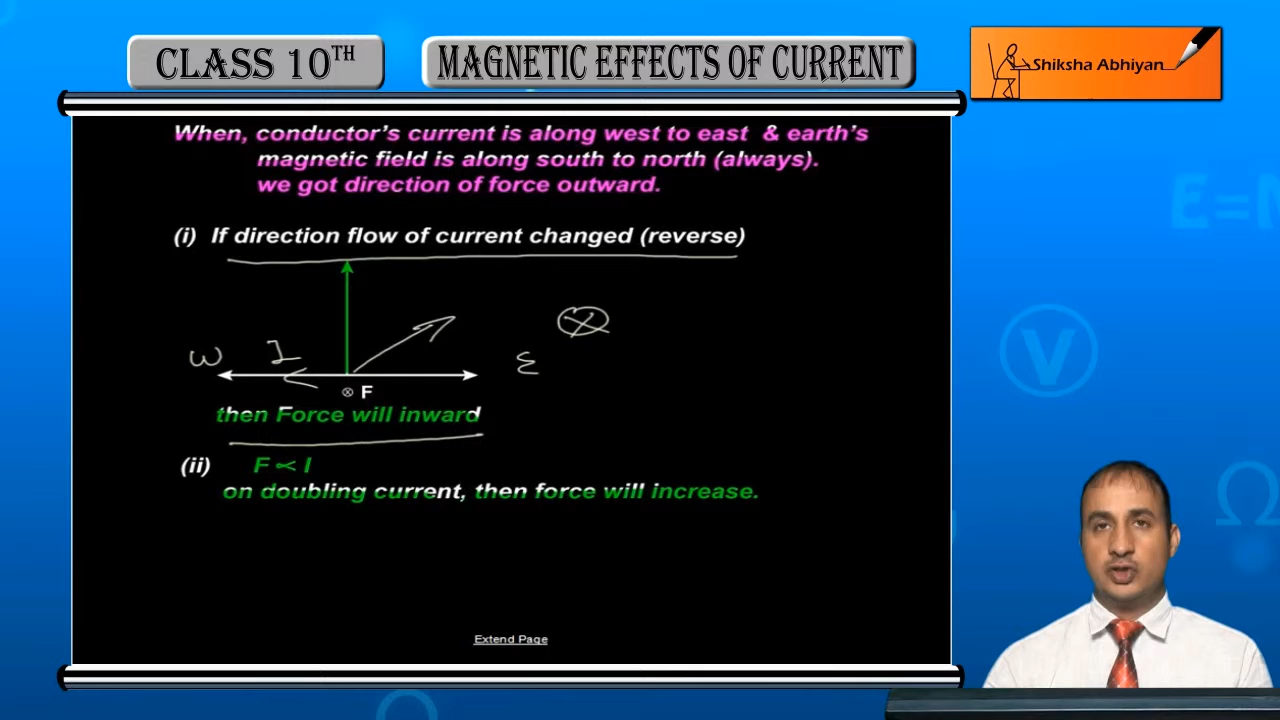 CLASS 10TH
MAGNETIC EFFECTS OF CURRENT
Shiksha Abhiyan
When, conductor's current is along west to east & earth's
magnetic field is along south to north (always).
we got direction of force outward.
(i) If direction flow of current changed (reverse)
W I E
⊗ F
then Force will inward
(ii) F ∝ I
on doubling current, then force will increase.
Extend Page
V
Ω